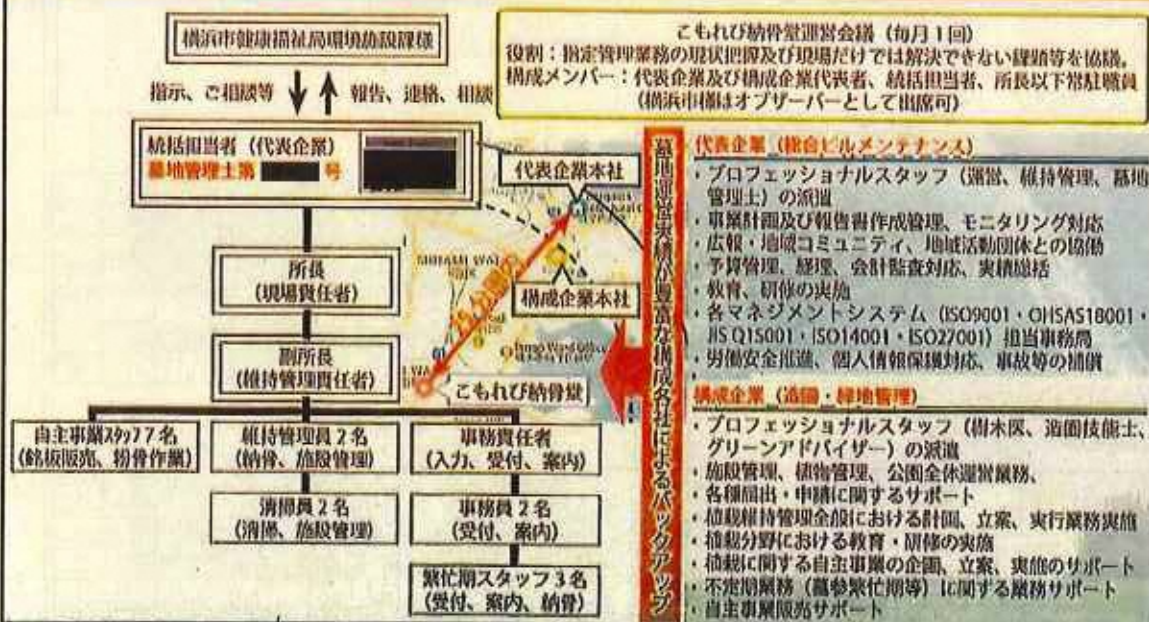 横浜市健康福祉局環境施設課様
指示、ご相談等
報告、連絡、相談
こもれび納骨堂運営会議（毎月1回）
役割：指定管理業務の現状把握及び現場だけでは解決できない課題等を協議。
構成メンバー：代表企業及び構成企業代表者、統括担当者、所長以下常駐職員
（横浜市様はオブザーバーとして出席可）
統括担当者（代表企業）
墓地管理士第
号
所長
（現場責任者）
副所長
（維持管理責任者）
自主事業スタッフ7名
（銘板販売、粉骨作業）
維持管理員2名
（納骨、施設管理）
清掃員2名
（清掃、施設管理）
事務責任者
（入力、受付、案内）
事務員2名
（受付、案内）
繁忙期スタッフ3名
（受付、案内、納骨）
代表企業本社
構成企業本社
こもれび納骨堂
墓地運営実績が豊富な構成各社によるバックアップ
代表企業（総合ビルメンテナンス）
・プロフェッショナルスタッフ（運営、維持管理、墓地
管理士）の派遣
・事業計画及び報告書作成管理、モニタリング対応
・広報・地域コミュニティ、地域活動団体との協働
・予算管理、経理、会計監査対応、実績総括
・教育、研修の実施
・各マネジメントシステム（ISO9001・OHSAS18001・
JIS Q15001・ISO14001・ISO27001）担当事務局
・労働安全推進、個人情報保護対応、事故等の補償
構成企業（造園・緑地管理）
・プロフェッショナルスタッフ（樹木医、造園技能士、
グリーンアドバイザー）の派遣
・施設管理、植物管理、公園全体運営業務、
・各種届出・申請に関するサポート
・植栽維持管理全般における計画、立案、実行業務実施
・植栽分野における教育・研修の実施
・植栽に関する自主事業の企画、立案、実施のサポート
・不定期業務（墓参繁忙期等）に関する業務サポート
・自主事業販売サポート